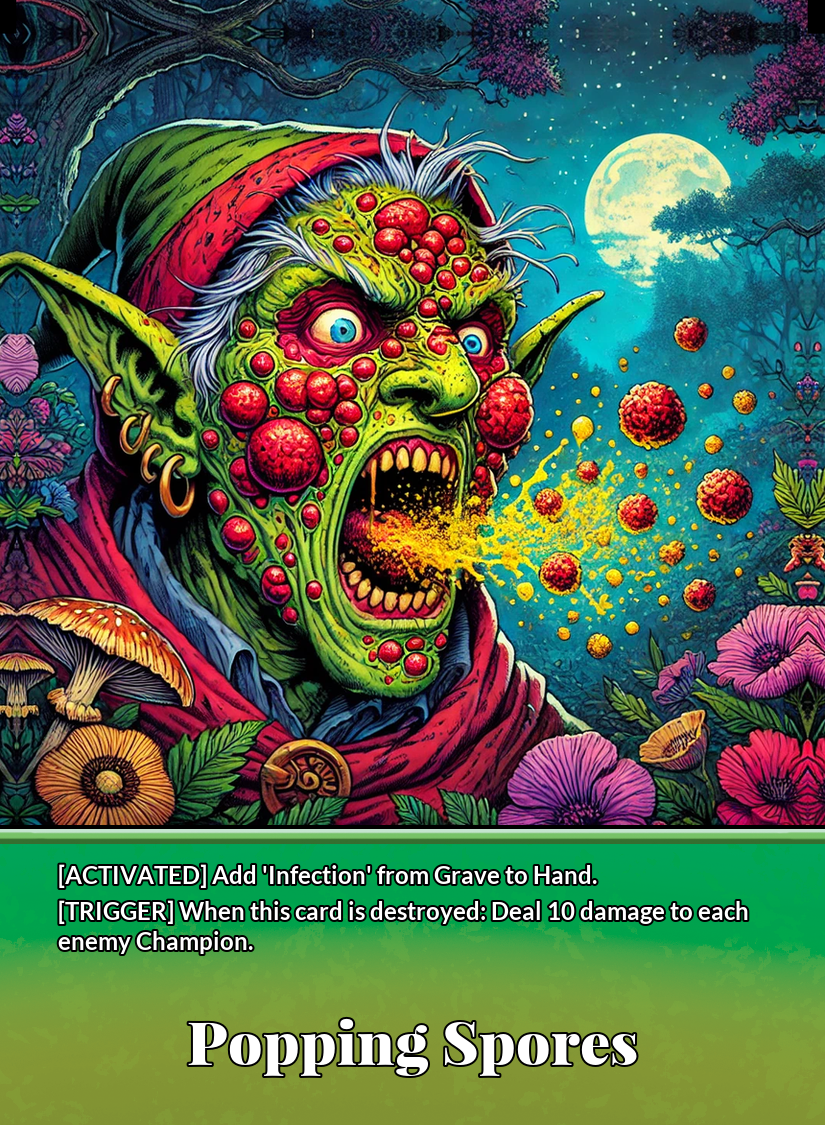 [ACTIVATED] Add 'Infection' from Grave to Hand.
[TRIGGER] When this card is destroyed: Deal 10 damage to each
enemy Champion.
Popping Spores